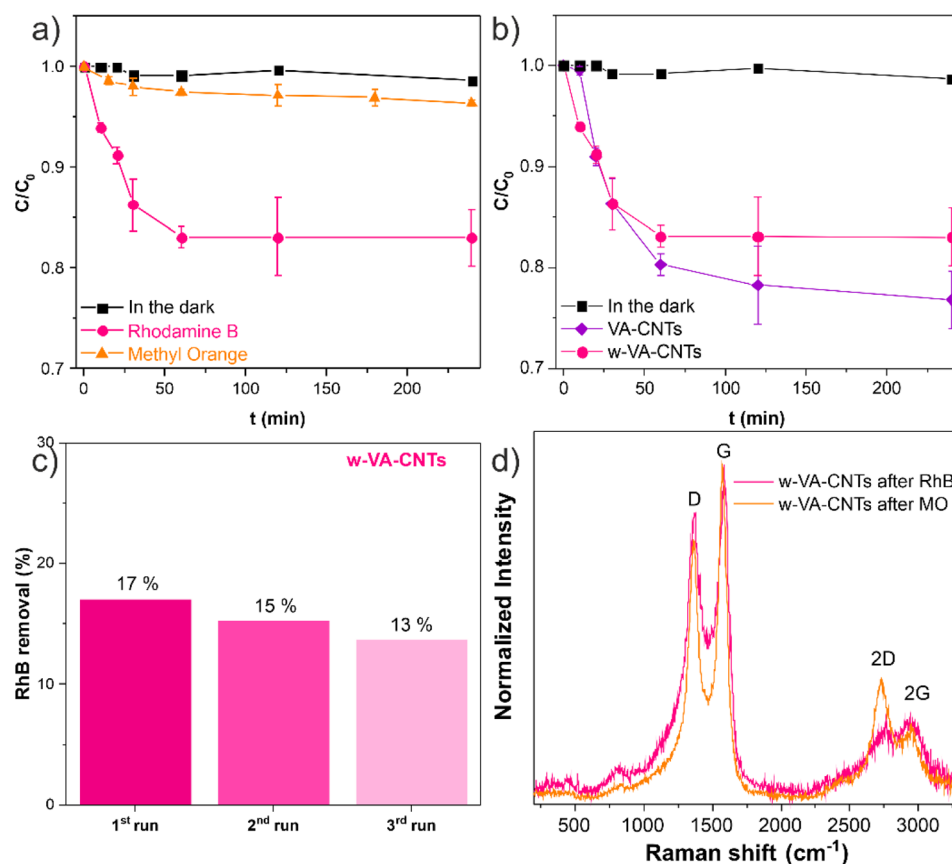 a)
1.0
0.9
0.8
0.7
C/C0
In the dark
Rhodamine B
Methyl Orange
0 50 100 150 200
t (min)
b)
1.0
0.9
0.8
0.7
C/C0
In the dark
VA-CNTs
w-VA-CNTs
0 50 100 150 200
t (min)
c)
w-VA-CNTs
30
20
10
0
RhB removal (%)
17 %
15 %
13 %
1st run 2nd run 3rd run
d)
G
D
w-VA-CNTs after RhB
w-VA-CNTs after MO
2D
2G
Normalized Intensity
500 1000 1500 2000 2500 3000
Raman shift (cm-1)